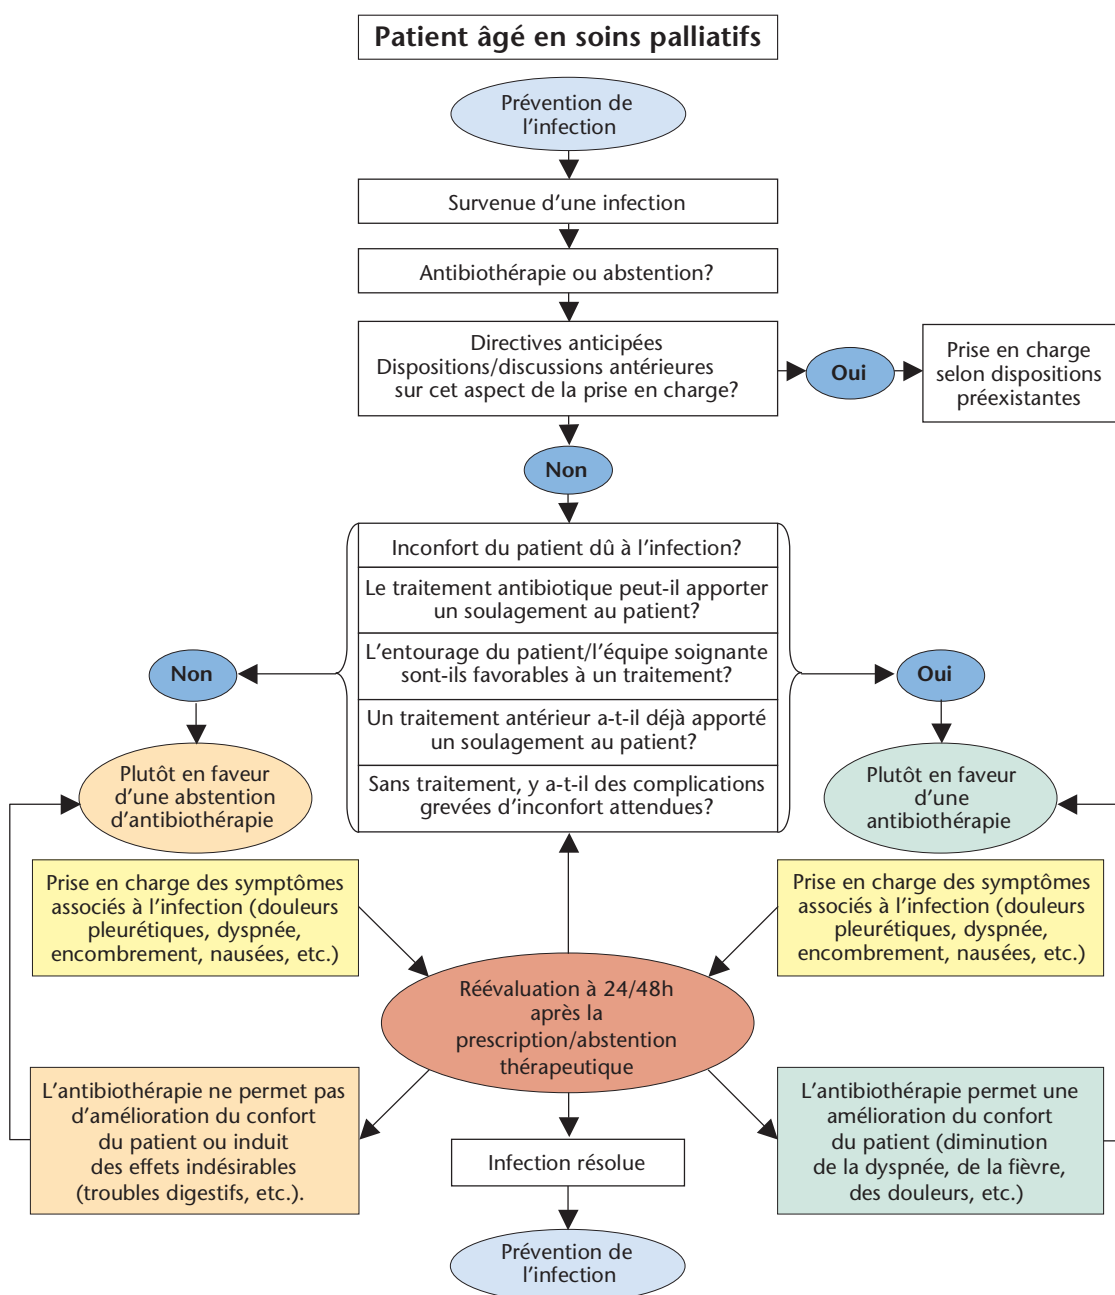 Patient âgé en soins palliatifs
Prévention de
l'infection
Survenue d'une infection
Antibiothérapie ou abstention?
Directives anticipées
Dispositions/discussions antérieures
sur cet aspect de la prise en charge?
Oui
Prise en charge
selon dispositions
préexistantes
Non
Inconfort du patient dû à l'infection?
Le traitement antibiotique peut-il apporter
un soulagement au patient?
L'entourage du patient/l'équipe soignante
sont-ils favorables à un traitement?
Un traitement antérieur a-t-il déjà apporté
un soulagement au patient?
Sans traitement, y a-t-il des complications
grevées d'inconfort attendues?
Non
Oui
Plutôt en faveur
d'une abstention
d'antibiothérapie
Plutôt en faveur
d'une
antibiothérapie
Prise en charge des symptômes
associés à l'infection (douleurs
pleurétiques, dyspnée,
encombrement, nausées, etc.)
Prise en charge des symptômes
associés à l'infection (douleurs
pleurétiques, dyspnée,
encombrement, nausées, etc.)
Réévaluation à 24/48h
après la
prescription/abstention
thérapeutique
L'antibiothérapie ne permet pas
d'amélioration du confort
du patient ou induit
des effets indésirables
(troubles digestifs, etc.).
Infection résolue
L'antibiothérapie permet une
amélioration du confort
du patient (diminution
de la dyspnée, de la fièvre,
des douleurs, etc.)
Prévention de
l'infection